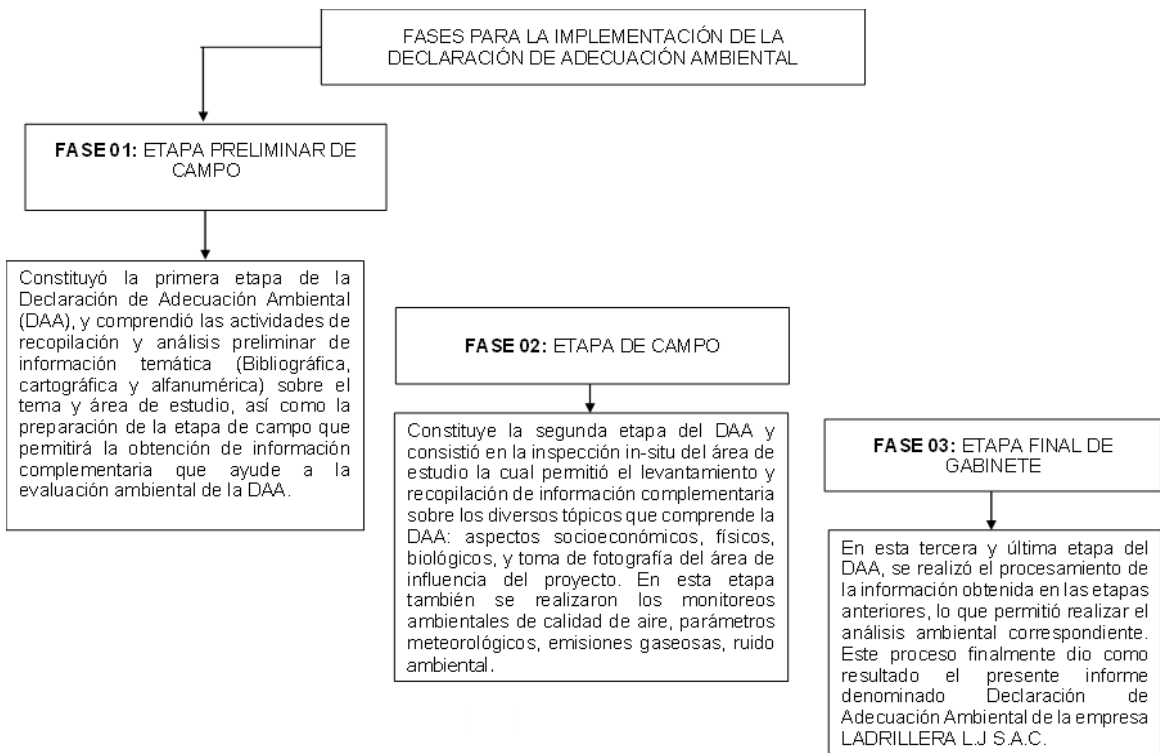 FASES PARA LA IMPLEMENTACIÓN DE LA
DECLARACIÓN DE ADECUACIÓN AMBIENTAL
FASE 01: ETAPA PRELIMINAR DE
CAMPO
Constituyó la primera etapa de la
Declaración de Adecuación Ambiental
(DAA), y comprendió las actividades de
recopilación y análisis preliminar de
información temática (Bibliográfica,
cartográfica y alfanumérica) sobre el
tema y área de estudio, así como la
preparación de la etapa de campo que
permitirá la obtención de información
complementaria que ayude a la
evaluación ambiental de la DAA.
FASE 02: ETAPA DE CAMPO
Constituye la segunda etapa del DAA y
consistió en la inspección in-situ del área de
estudio la cual permitió el levantamiento y
recopilación de información complementaria
sobre los diversos tópicos que comprende la
DAA: aspectos socioeconómicos, físicos,
biológicos, y toma de fotografía del área de
influencia del proyecto. En esta etapa
también se realizaron los monitoreos
ambientales de calidad de aire, parámetros
meteorológicos, emisiones gaseosas, ruido
ambiental.
FASE 03: ETAPA FINAL DE
GABINETE
En esta tercera y última etapa del
DAA, se realizó el procesamiento de
la información obtenida en las etapas
anteriores, lo que permitió realizar el
análisis ambiental correspondiente.
Este proceso finalmente dio como
resultado el presente informe
denominado Declaración de
Adecuación Ambiental de la empresa
LADRILLERA L.J S.A.C.